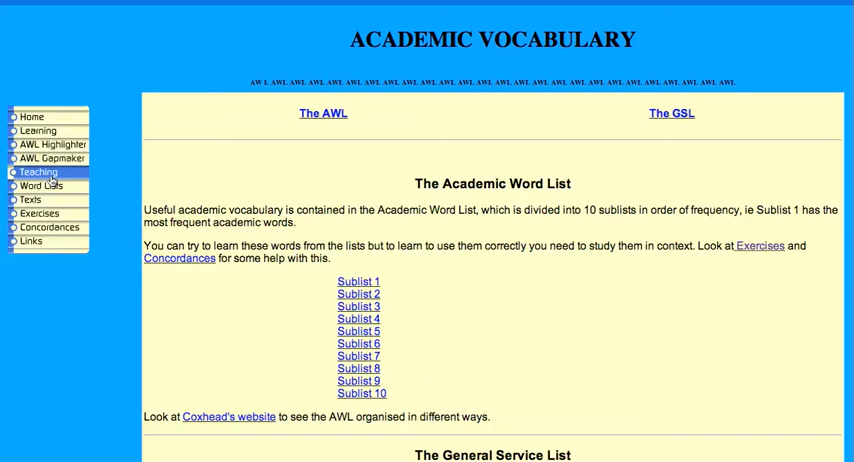 ACADEMIC VOCABULARY
AW L AWL AWL AWL AWL AWL AWL AWL AWL AWL AWL AWL AWL AWL AWL AWL AWL AWL AWL AWL AWL AWL AWL AWL AWL AWL
Home
Learning
AWL Highlighter
AWL Gapmaker
Teaching
Word Lists
Texts
Exercises
Concordances
Links
The AWL The GSL
The Academic Word List
Useful academic vocabulary is contained in the Academic Word List, which is divided into 10 sublists in order of frequency, ie Sublist 1 has the
most frequent academic words.
You can try to learn these words from the lists but to learn to use them correctly you need to study them in context. Look at Exercises and
Concordances for some help with this.
Sublist 1
Sublist 2
Sublist 3
Sublist 4
Sublist 5
Sublist 6
Sublist 7
Sublist 8
Sublist 9
Sublist 10
Look at Coxhead's website to see the AWL organised in different ways.
The General Service List